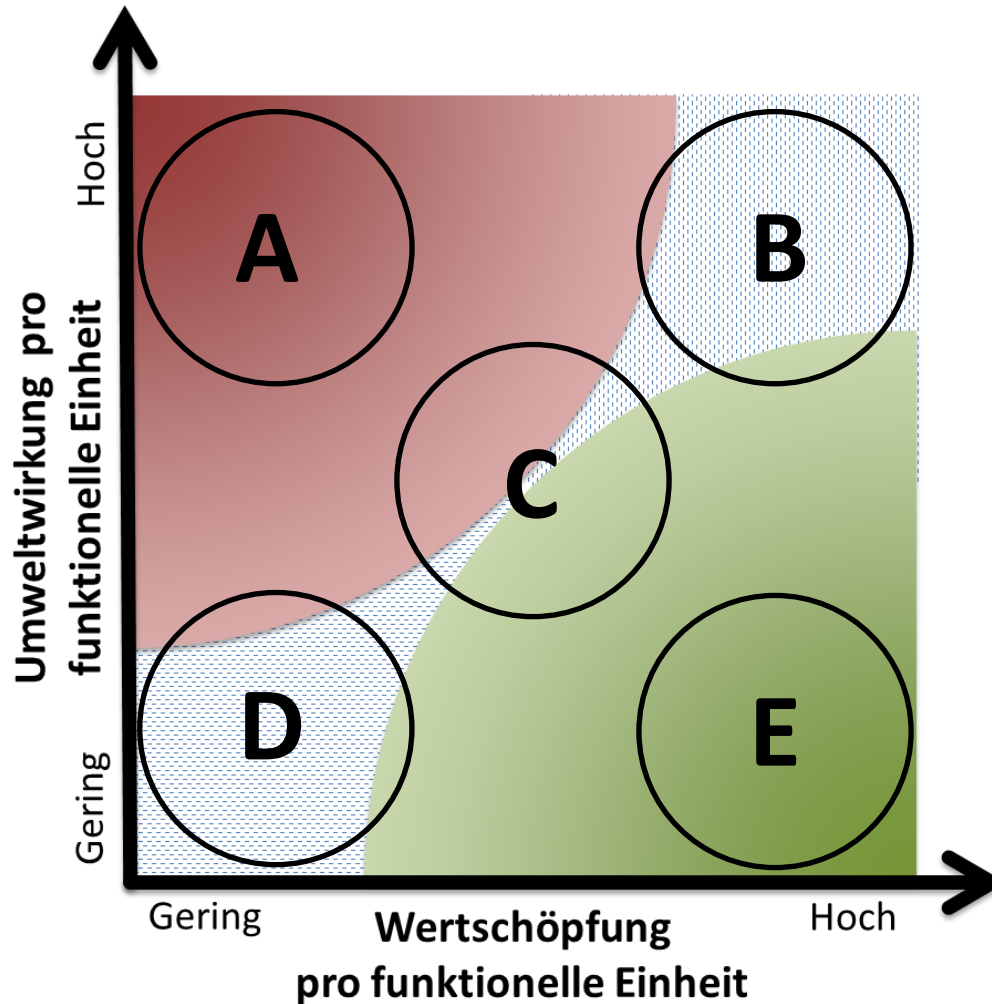 Hoch
Umweltwirkung pro
funktionelle Einheit
Gering
A
B
C
D
E
Gering
Hoch
Wertschöpfung
pro funktionelle Einheit